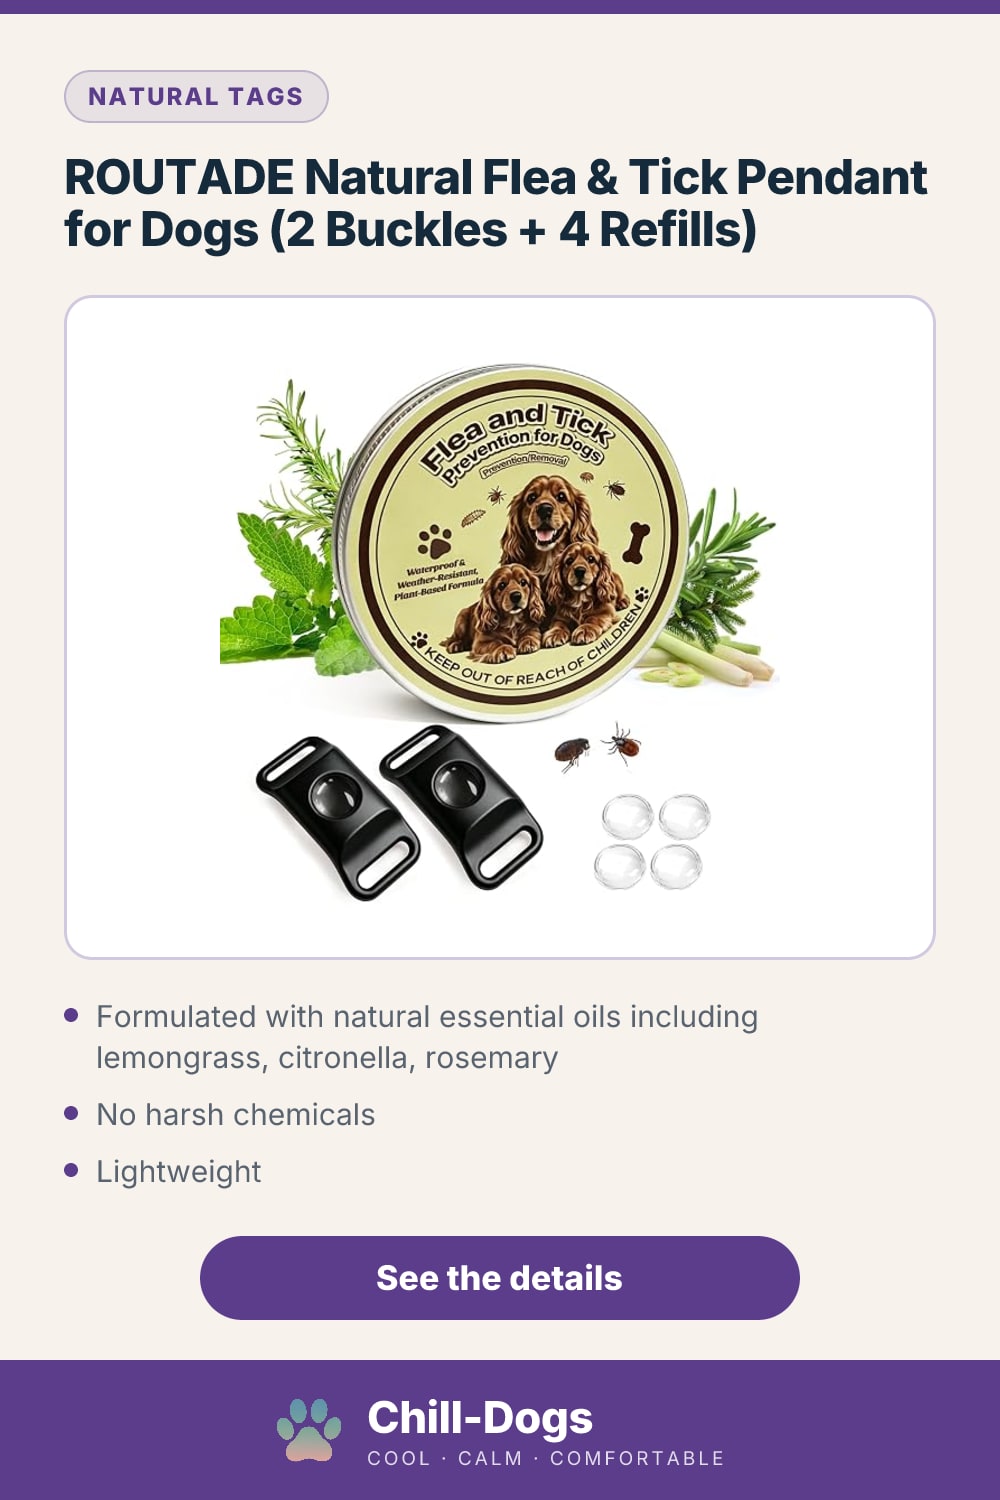 NATURAL TAGS
ROUTADE Natural Flea & Tick Pendant
for Dogs (2 Buckles + 4 Refills)
Flea and Tick
Prevention for Dogs
Prevention/Removal
Waterproof &
Weather-Resistant,
Plant-Based Formula
KEEP OUT OF REACH OF CHILDREN
Formulated with natural essential oils including
lemongrass, citronella, rosemary
No harsh chemicals
Lightweight
See the details
Chill-Dogs
COOL · CALM · COMFORTABLE